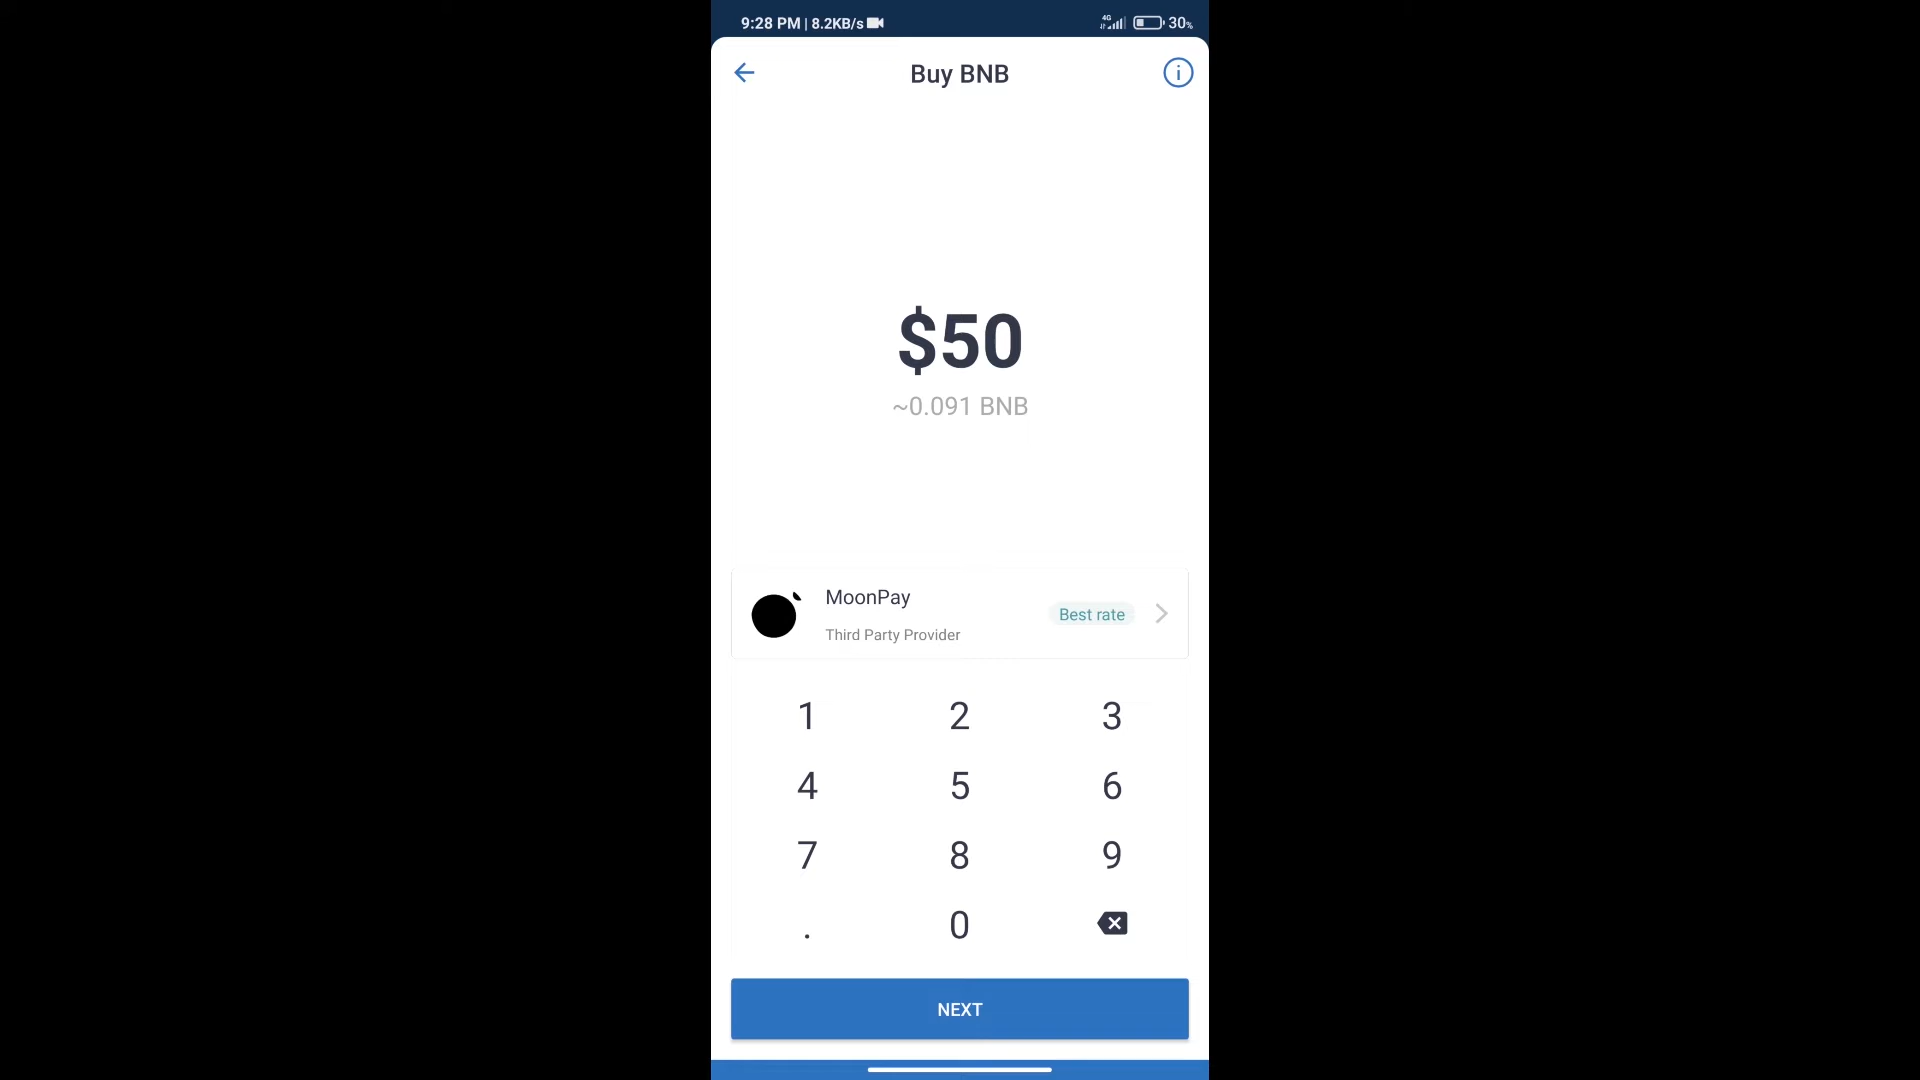 9:28 PM | 8.2KB/s
4G
30%
Buy BNB
$50
~0.091 BNB
MoonPay
Best rate
Third Party Provider
1 2 3
4 5 6
7 8 9
. 0
NEXT